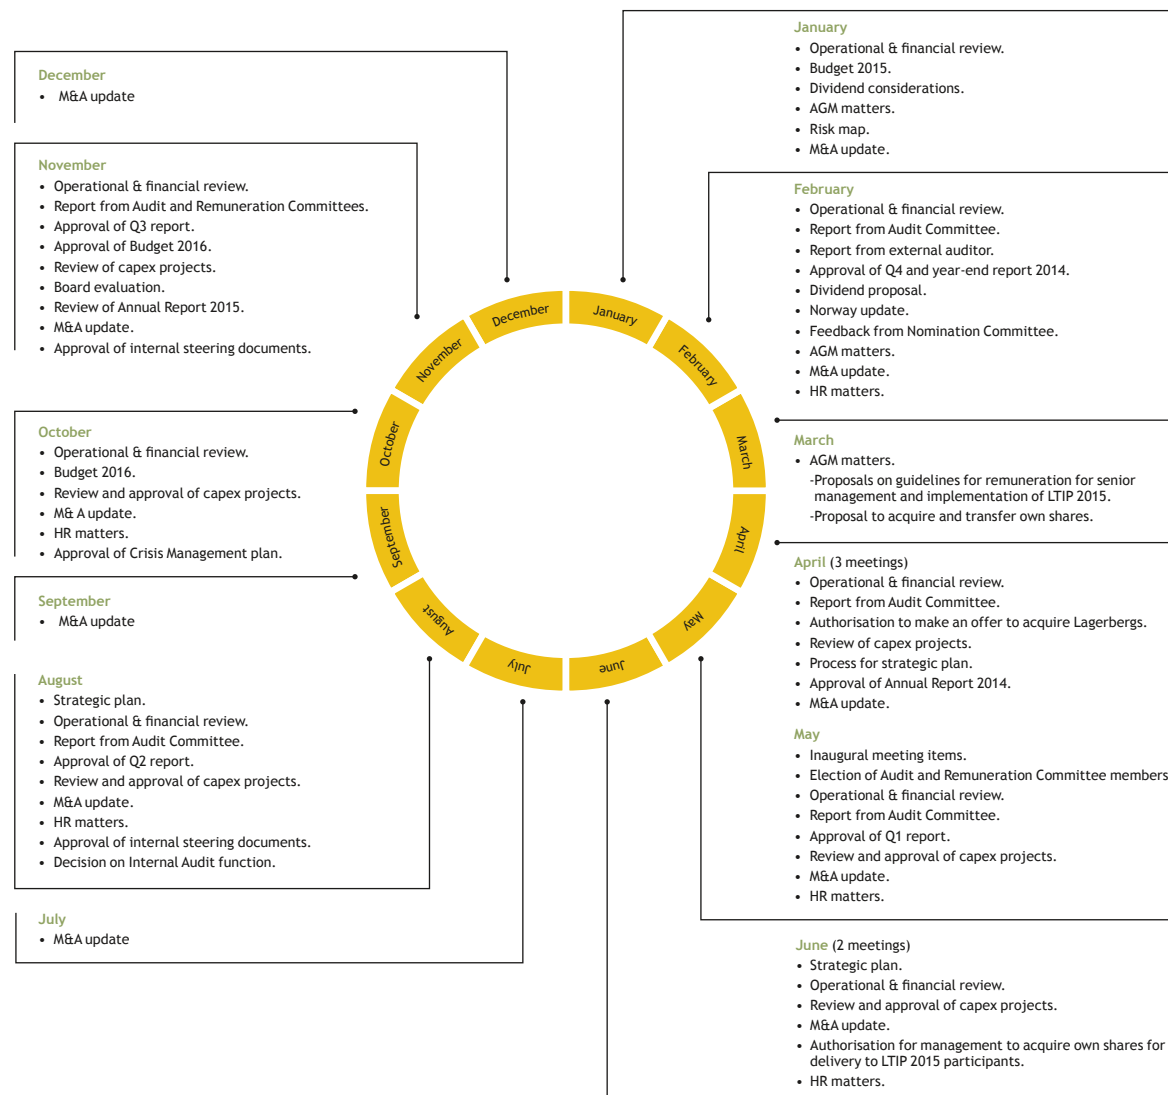 January
• Operational & financial review.
• Budget 2015.
• Dividend considerations.
• AGM matters.
• Risk map.
• M&A update.
February
• Operational & financial review.
• Report from Audit Committee.
• Report from external auditor.
• Approval of Q4 and year-end report 2014.
• Dividend proposal.
• Norway update.
• Feedback from Nomination Committee.
• AGM matters.
• M&A update.
• HR matters.
March
• AGM matters.
-Proposals on guidelines for remuneration for senior
management and implementation of LTIP 2015.
-Proposal to acquire and transfer own shares.
April (3 meetings)
• Operational & financial review.
• Report from Audit Committee.
• Authorisation to make an offer to acquire Lagerbergs.
• Review of capex projects.
• Process for strategic plan.
• Approval of Annual Report 2014.
• M&A update.
May
• Inaugural meeting items.
• Election of Audit and Remuneration Committee members
• Operational & financial review.
• Report from Audit Committee.
• Approval of Q1 report.
• Review and approval of capex projects.
• M&A update.
• HR matters.
June (2 meetings)
• Strategic plan.
• Operational & financial review.
• Review and approval of capex projects.
• M&A update.
• Authorisation for management to acquire own shares for
delivery to LTIP 2015 participants.
• HR matters.
July
• M&A update
August
• Strategic plan.
• Operational & financial review.
• Report from Audit Committee.
• Approval of Q2 report.
• Review and approval of capex projects.
• M&A update.
• HR matters.
• Approval of internal steering documents.
• Decision on Internal Audit function.
September
• M&A update
October
• Operational & financial review.
• Budget 2016.
• Review and approval of capex projects.
• M& A update.
• HR matters.
• Approval of Crisis Management plan.
November
• Operational & financial review.
• Report from Audit and Remuneration Committees.
• Approval of Q3 report.
• Approval of Budget 2016.
• Review of capex projects.
• Board evaluation.
• Review of Annual Report 2015.
• M&A update.
• Approval of internal steering documents.
December
• M&A update
January
February
March
April
May
June
July
August
September
October
November
December